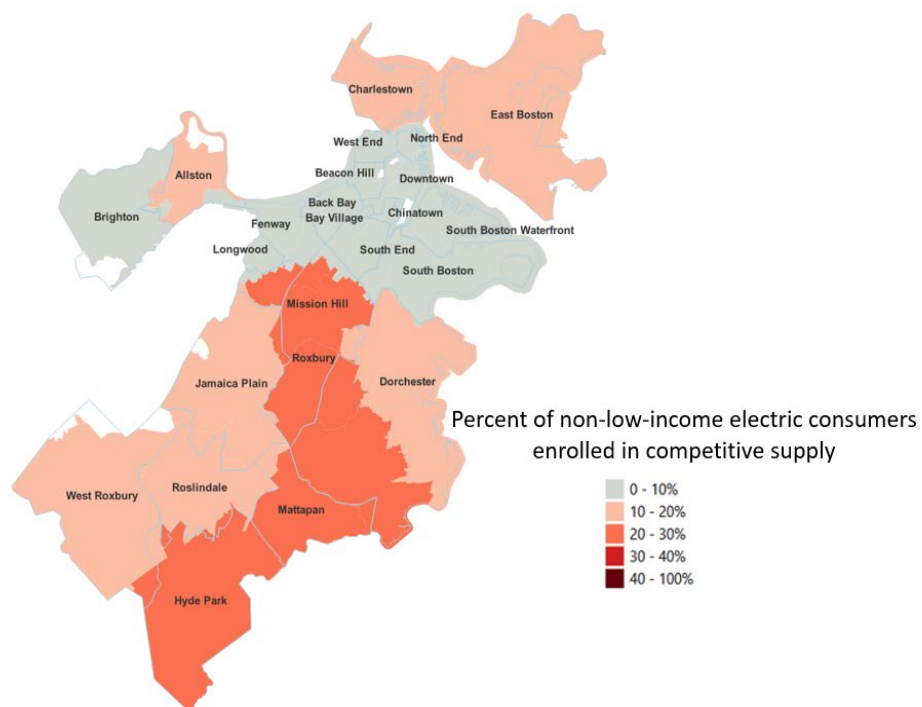 Charlestown
East Boston
West End
North End
Beacon Hill
Downtown
Allston
Back Bay
Bay Village
Chinatown
Brighton
Fenway
South Boston Waterfront
Longwood
South End
South Boston
Mission Hill
Roxbury
Jamaica Plain
Dorchester
West Roxbury
Roslindale
Mattapan
Hyde Park
Percent of non-low-income electric consumers
enrolled in competitive supply
0 - 10%
10 - 20%
20 - 30%
30 - 40%
40 - 100%